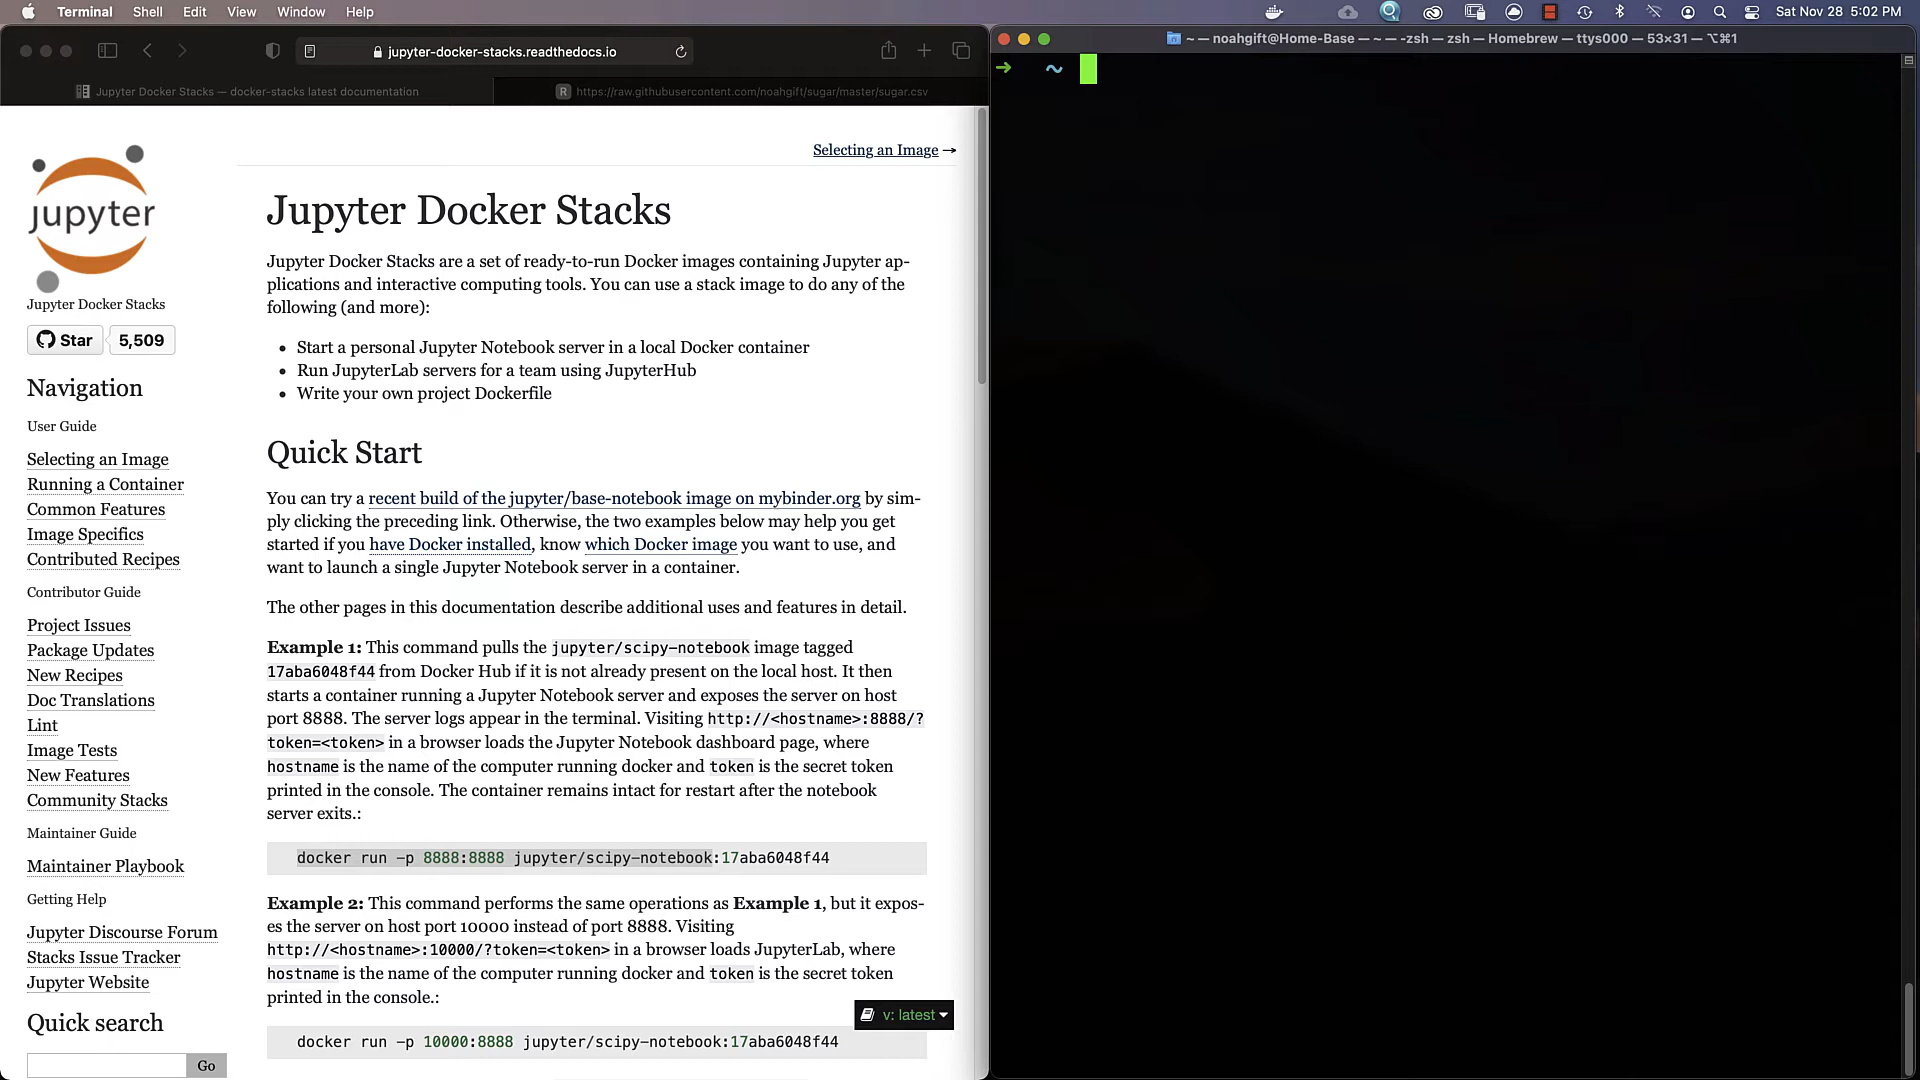 Terminal Shell Edit View Window Help
Sat Nov 28 5:02 PM
jupyter-docker-stacks.readthedocs.io
Jupyter Docker Stacks — docker-stacks latest documentation
R https://raw.githubusercontent.com/noahgift/sugar/master/sugar.csv
~ — noahgift@Home-Base — ~ — -zsh — zsh — Homebrew — ttys000 — 53×31 — ⌥⌘1
➜ ~
jupyter
Jupyter Docker Stacks
Star 5,509
Navigation
User Guide
Selecting an Image
Running a Container
Common Features
Image Specifics
Contributed Recipes
Contributor Guide
Project Issues
Package Updates
New Recipes
Doc Translations
Lint
Image Tests
New Features
Community Stacks
Maintainer Guide
Maintainer Playbook
Getting Help
Jupyter Discourse Forum
Stacks Issue Tracker
Jupyter Website
Quick search
Go
Selecting an Image →
Jupyter Docker Stacks
Jupyter Docker Stacks are a set of ready-to-run Docker images containing Jupyter ap-
plications and interactive computing tools. You can use a stack image to do any of the
following (and more):
• Start a personal Jupyter Notebook server in a local Docker container
• Run JupyterLab servers for a team using JupyterHub
• Write your own project Dockerfile
Quick Start
You can try a recent build of the jupyter/base-notebook image on mybinder.org by sim-
ply clicking the preceding link. Otherwise, the two examples below may help you get
started if you have Docker installed, know which Docker image you want to use, and
want to launch a single Jupyter Notebook server in a container.
The other pages in this documentation describe additional uses and features in detail.
Example 1: This command pulls the jupyter/scipy-notebook image tagged
17aba6048f44 from Docker Hub if it is not already present on the local host. It then
starts a container running a Jupyter Notebook server and exposes the server on host
port 8888. The server logs appear in the terminal. Visiting http://<hostname>:8888/?
token=<token> in a browser loads the Jupyter Notebook dashboard page, where
hostname is the name of the computer running docker and token is the secret token
printed in the console. The container remains intact for restart after the notebook
server exits.:
docker run -p 8888:8888 jupyter/scipy-notebook:17aba6048f44
Example 2: This command performs the same operations as Example 1, but it expos-
es the server on host port 10000 instead of port 8888. Visiting
http://<hostname>:10000/?token=<token> in a browser loads JupyterLab, where
hostname is the name of the computer running docker and token is the secret token
printed in the console.:
docker run -p 10000:8888 jupyter/scipy-notebook:17aba6048f44
v: latest